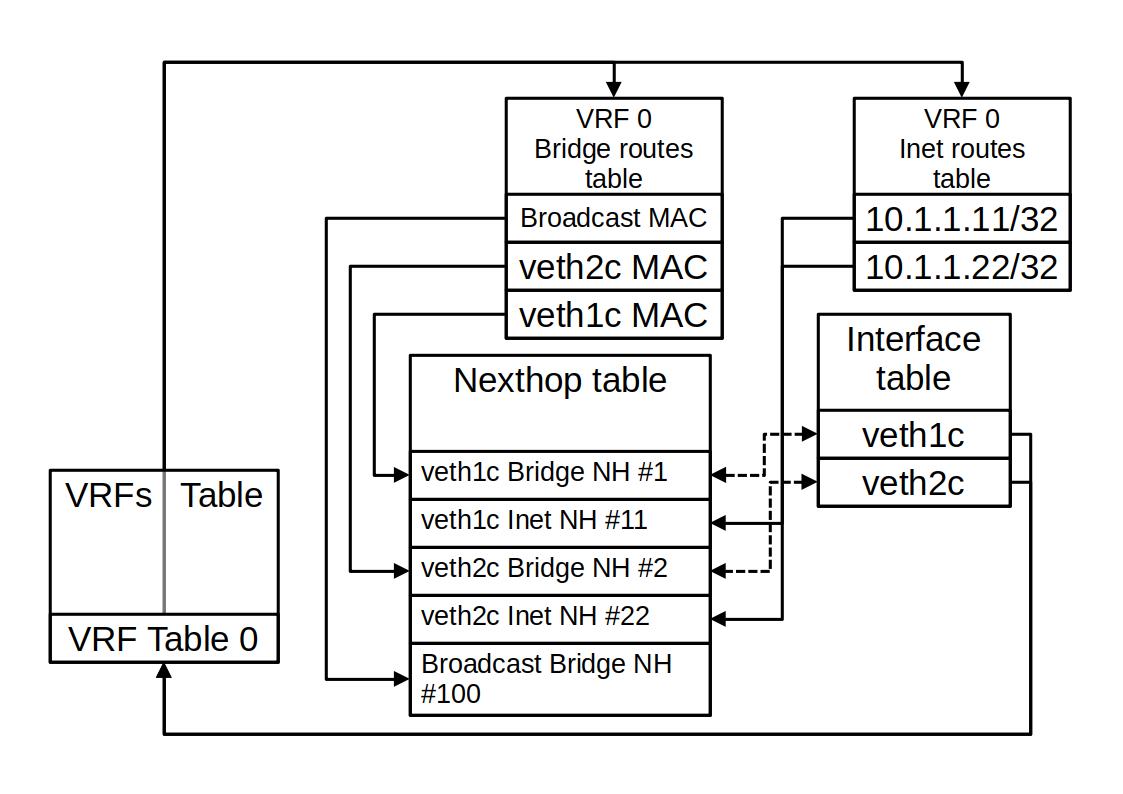 VRF 0
Bridge routes
table
Broadcast MAC
veth2c MAC
veth1c MAC
VRF 0
Inet routes
table
10.1.1.11/32
10.1.1.22/32
Interface
table
veth1c
veth2c
Nexthop table
veth1c Bridge NH #1
veth1c Inet NH #11
veth2c Bridge NH #2
veth2c Inet NH #22
Broadcast Bridge NH
#100
VRFs Table
VRF Table 0